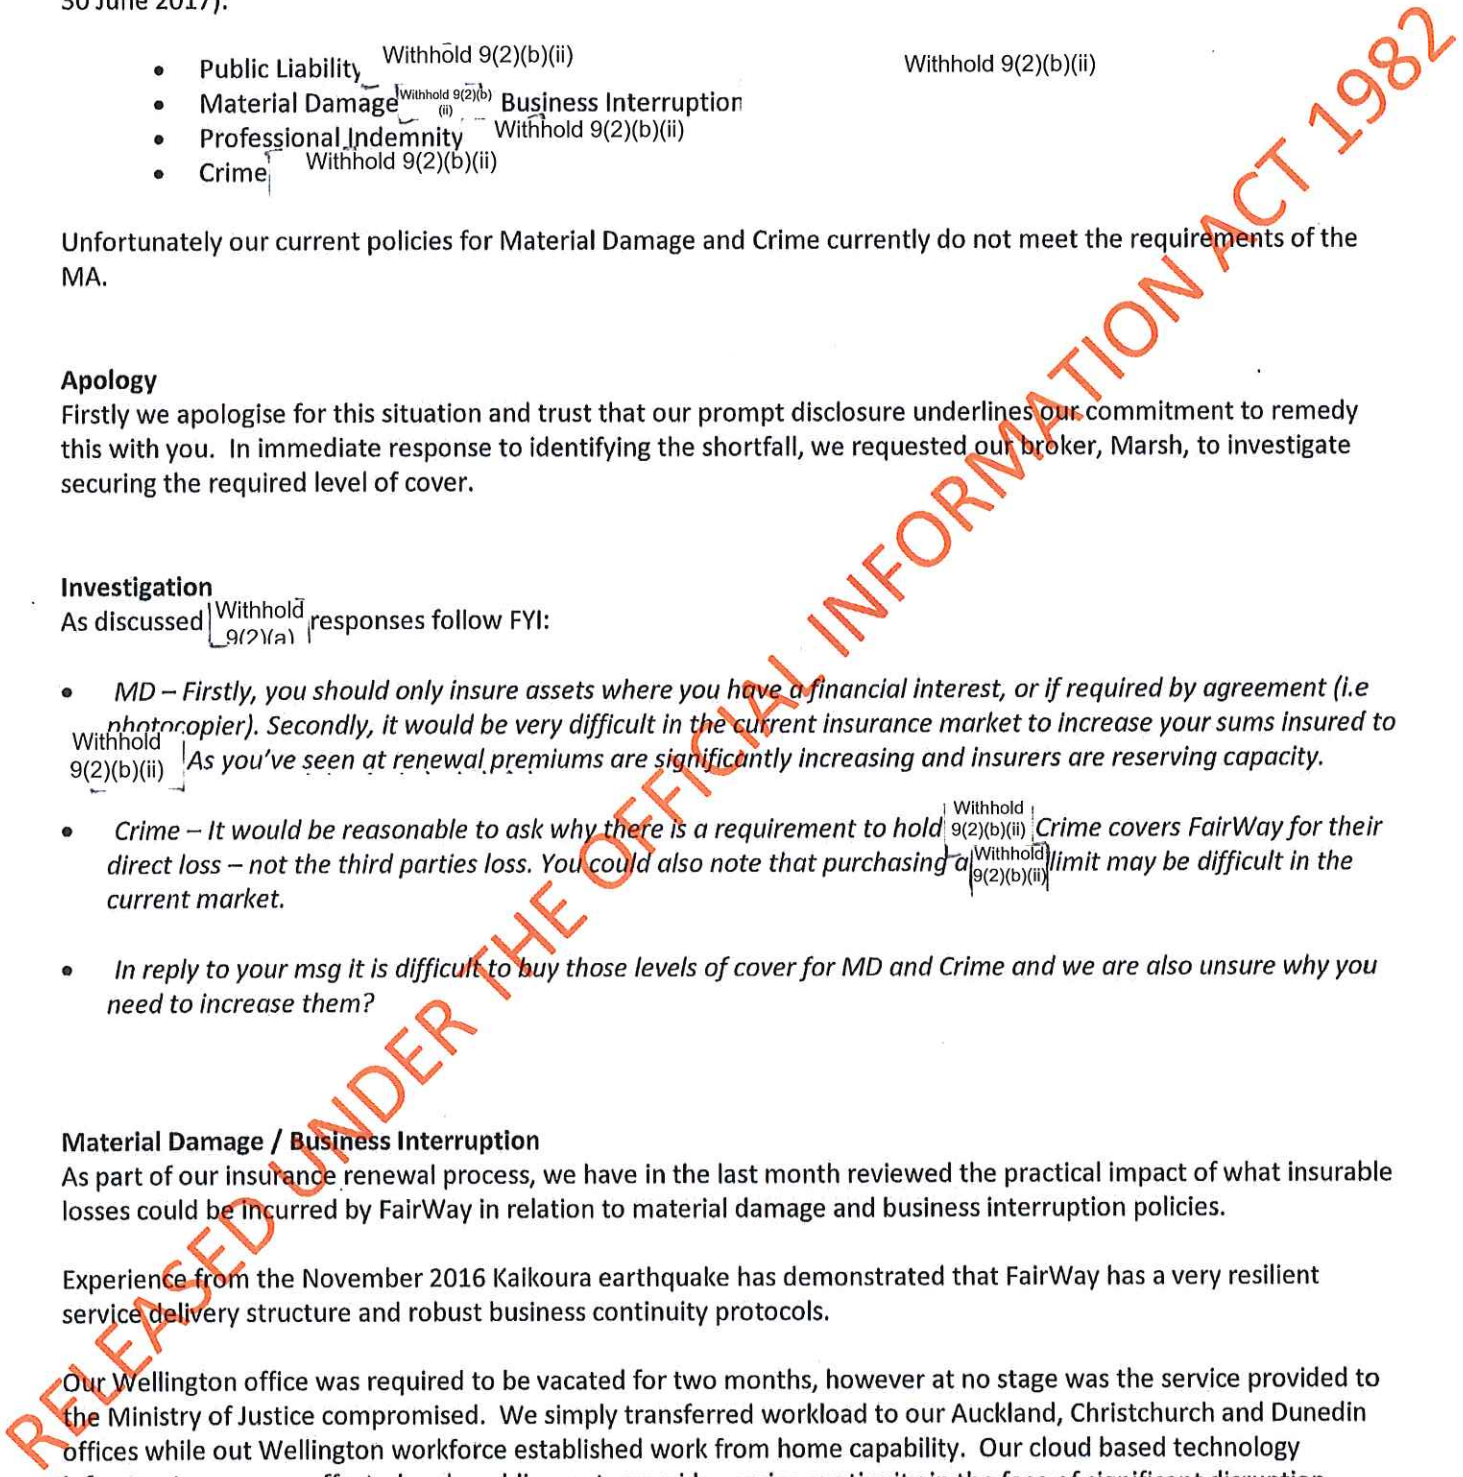 30 June 2017).
• Public Liability Withhold 9(2)(b)(ii) Withhold 9(2)(b)(ii)
• Material Damage Withhold 9(2)(b)(ii) Business Interruption
• Professional Indemnity Withhold 9(2)(b)(ii)
• Crime Withhold 9(2)(b)(ii)
Unfortunately our current policies for Material Damage and Crime currently do not meet the requirements of the
MA.
Apology
Firstly we apologise for this situation and trust that our prompt disclosure underlines our commitment to remedy
this with you. In immediate response to identifying the shortfall, we requested our broker, Marsh, to investigate
securing the required level of cover.
Investigation
As discussed Withhold 9(2)(a) responses follow FYI:
• MD – Firstly, you should only insure assets where you have a financial interest, or if required by agreement (i.e
photocopier). Secondly, it would be very difficult in the current insurance market to increase your sums insured to
Withhold 9(2)(b)(ii) As you've seen at renewal premiums are significantly increasing and insurers are reserving capacity.
• Crime – It would be reasonable to ask why there is a requirement to hold Withhold 9(2)(b)(ii) Crime covers FairWay for their
direct loss – not the third parties loss. You could also note that purchasing a Withhold 9(2)(b)(ii) limit may be difficult in the
current market.
• In reply to your msg it is difficult to buy those levels of cover for MD and Crime and we are also unsure why you
need to increase them?
Material Damage / Business Interruption
As part of our insurance renewal process, we have in the last month reviewed the practical impact of what insurable
losses could be incurred by FairWay in relation to material damage and business interruption policies.
Experience from the November 2016 Kaikoura earthquake has demonstrated that FairWay has a very resilient
service delivery structure and robust business continuity protocols.
Our Wellington office was required to be vacated for two months, however at no stage was the service provided to
the Ministry of Justice compromised. We simply transferred workload to our Auckland, Christchurch and Dunedin
offices while out Wellington workforce established work from home capability. Our cloud based technology
RELEASED UNDER THE OFFICIAL INFORMATION ACT 1982